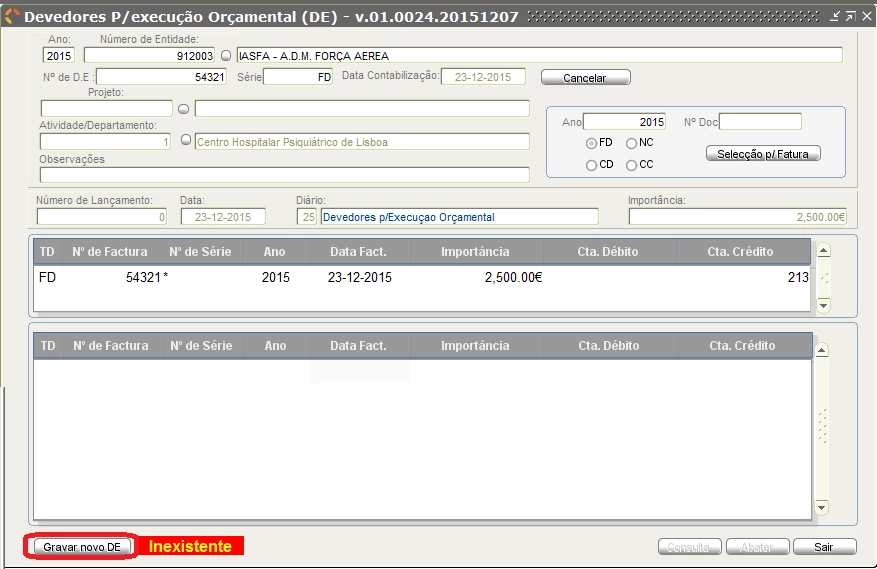 Devedores P/execução Orçamental (DE) - v.01.0024.20151207
Ano: Número de Entidade:
2015 912003 IASFA - A.D.M. FORÇA AEREA
Nº de D.E : 54321 Série FD Data Contabilização: 23-12-2015 Cancelar
Projeto:
Ano 2015 Nº Doc
Atividade/Departamento:
1 Centro Hospitalar Psiquiátrico de Lisboa
FD NC
Selecção p/ Fatura
Observações
CD CC
Número de Lançamento: Data: Diário: Importância:
0 23-12-2015 25 Devedores p/Execuçao Orçamental 2,500.00€
TD Nº de Factura Nº de Série Ano Data Fact. Importância Cta. Débito Cta. Crédito
FD 54321 * 2015 23-12-2015 2,500.00€ 213
TD Nº de Factura Nº de Série Ano Data Fact. Importância Cta. Débito Cta. Crédito
Gravar novo DE Inexistente Consulta Abater Sair